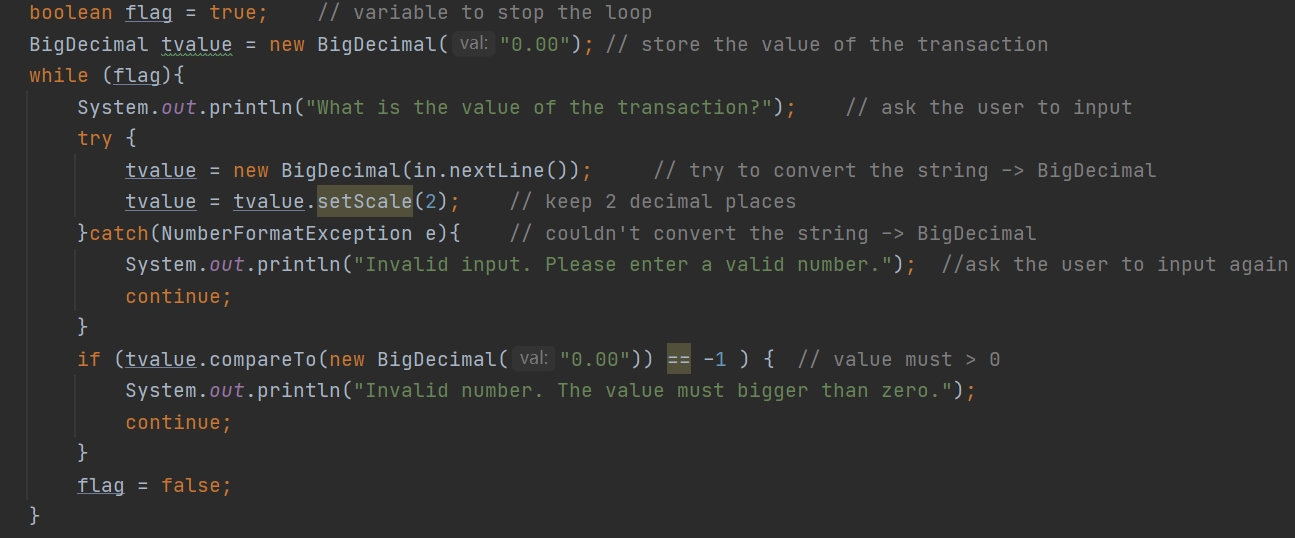 boolean flag = true;    // variable to stop the loop
BigDecimal tvalue = new BigDecimal( val: "0.00"); // store the value of the transaction
while (flag){
    System.out.println("What is the value of the transaction?");    // ask the user to input
    try {
        tvalue = new BigDecimal(in.nextLine());     // try to convert the string -> BigDecimal
        tvalue = tvalue.setScale(2);    // keep 2 decimal places
    }catch(NumberFormatException e){    // couldn't convert the string -> BigDecimal
        System.out.println("Invalid input. Please enter a valid number.");  //ask the user to input again
        continue;
    }
    if (tvalue.compareTo(new BigDecimal( val: "0.00")) == -1 ) {  // value must > 0
        System.out.println("Invalid number. The value must bigger than zero.");
        continue;
    }
    flag = false;
}